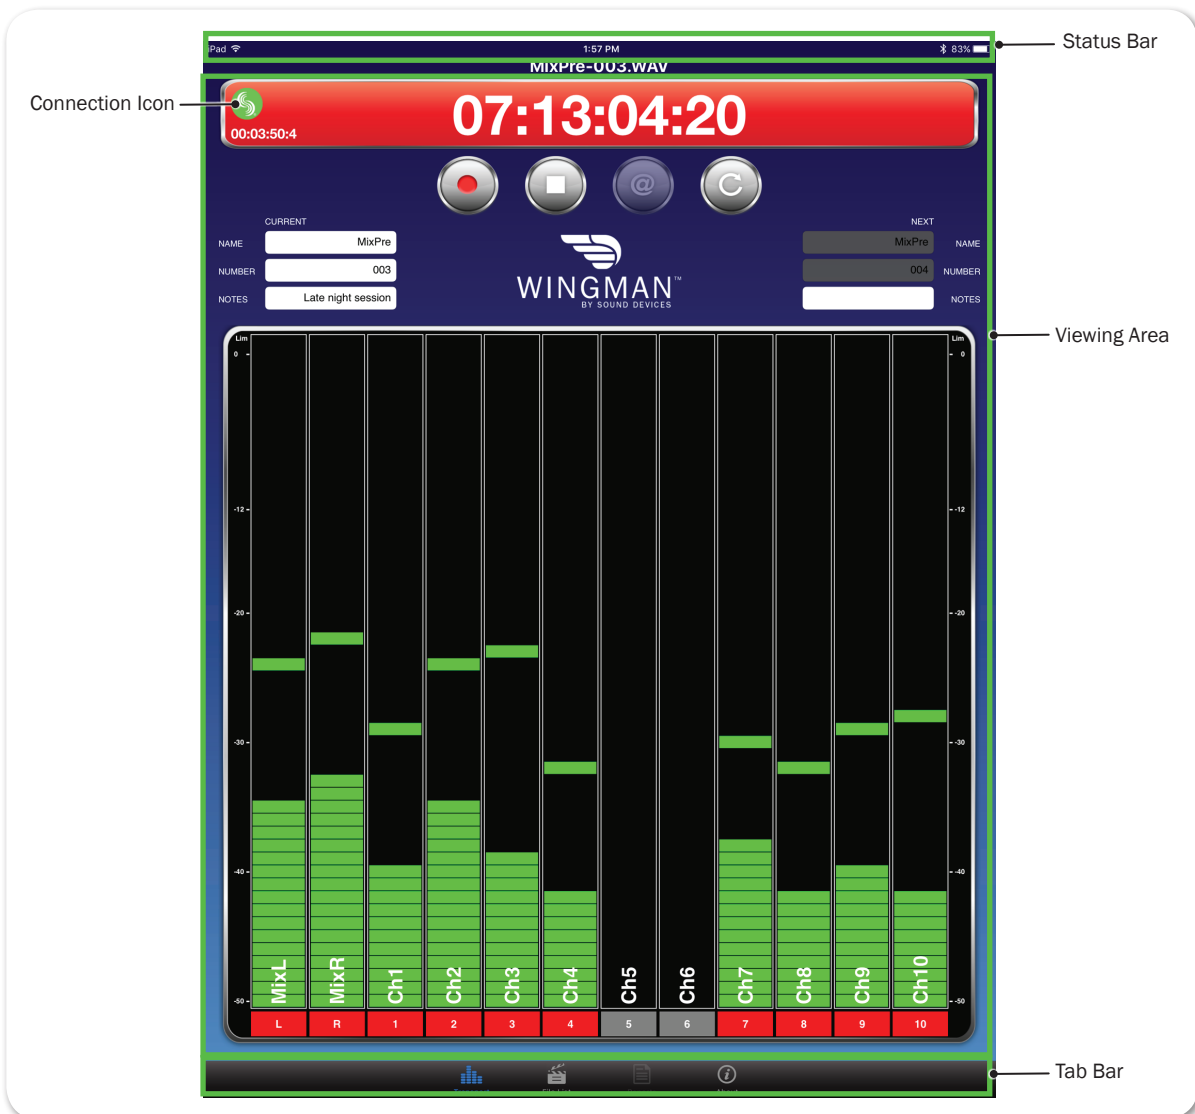 Status Bar
iPad
1:57 PM
83%
MixPre-003.WAV
Connection Icon
00:03:50:4
07:13:04:20
@
CURRENT
NEXT
NAME
MixPre
MixPre
NAME
NUMBER
003
004
NUMBER
NOTES
Late night session
NOTES
WINGMAN™
BY SOUND DEVICES
Viewing Area
Lim
Lim
0 -
- 0
-12 -
- -12
-20 -
- -20
-30 -
- -30
-40 -
- -40
-50 -
- -50
MixL
MixR
Ch1
Ch2
Ch3
Ch4
Ch5
Ch6
Ch7
Ch8
Ch9
Ch10
L
R
1
2
3
4
5
6
7
8
9
10
Tab Bar